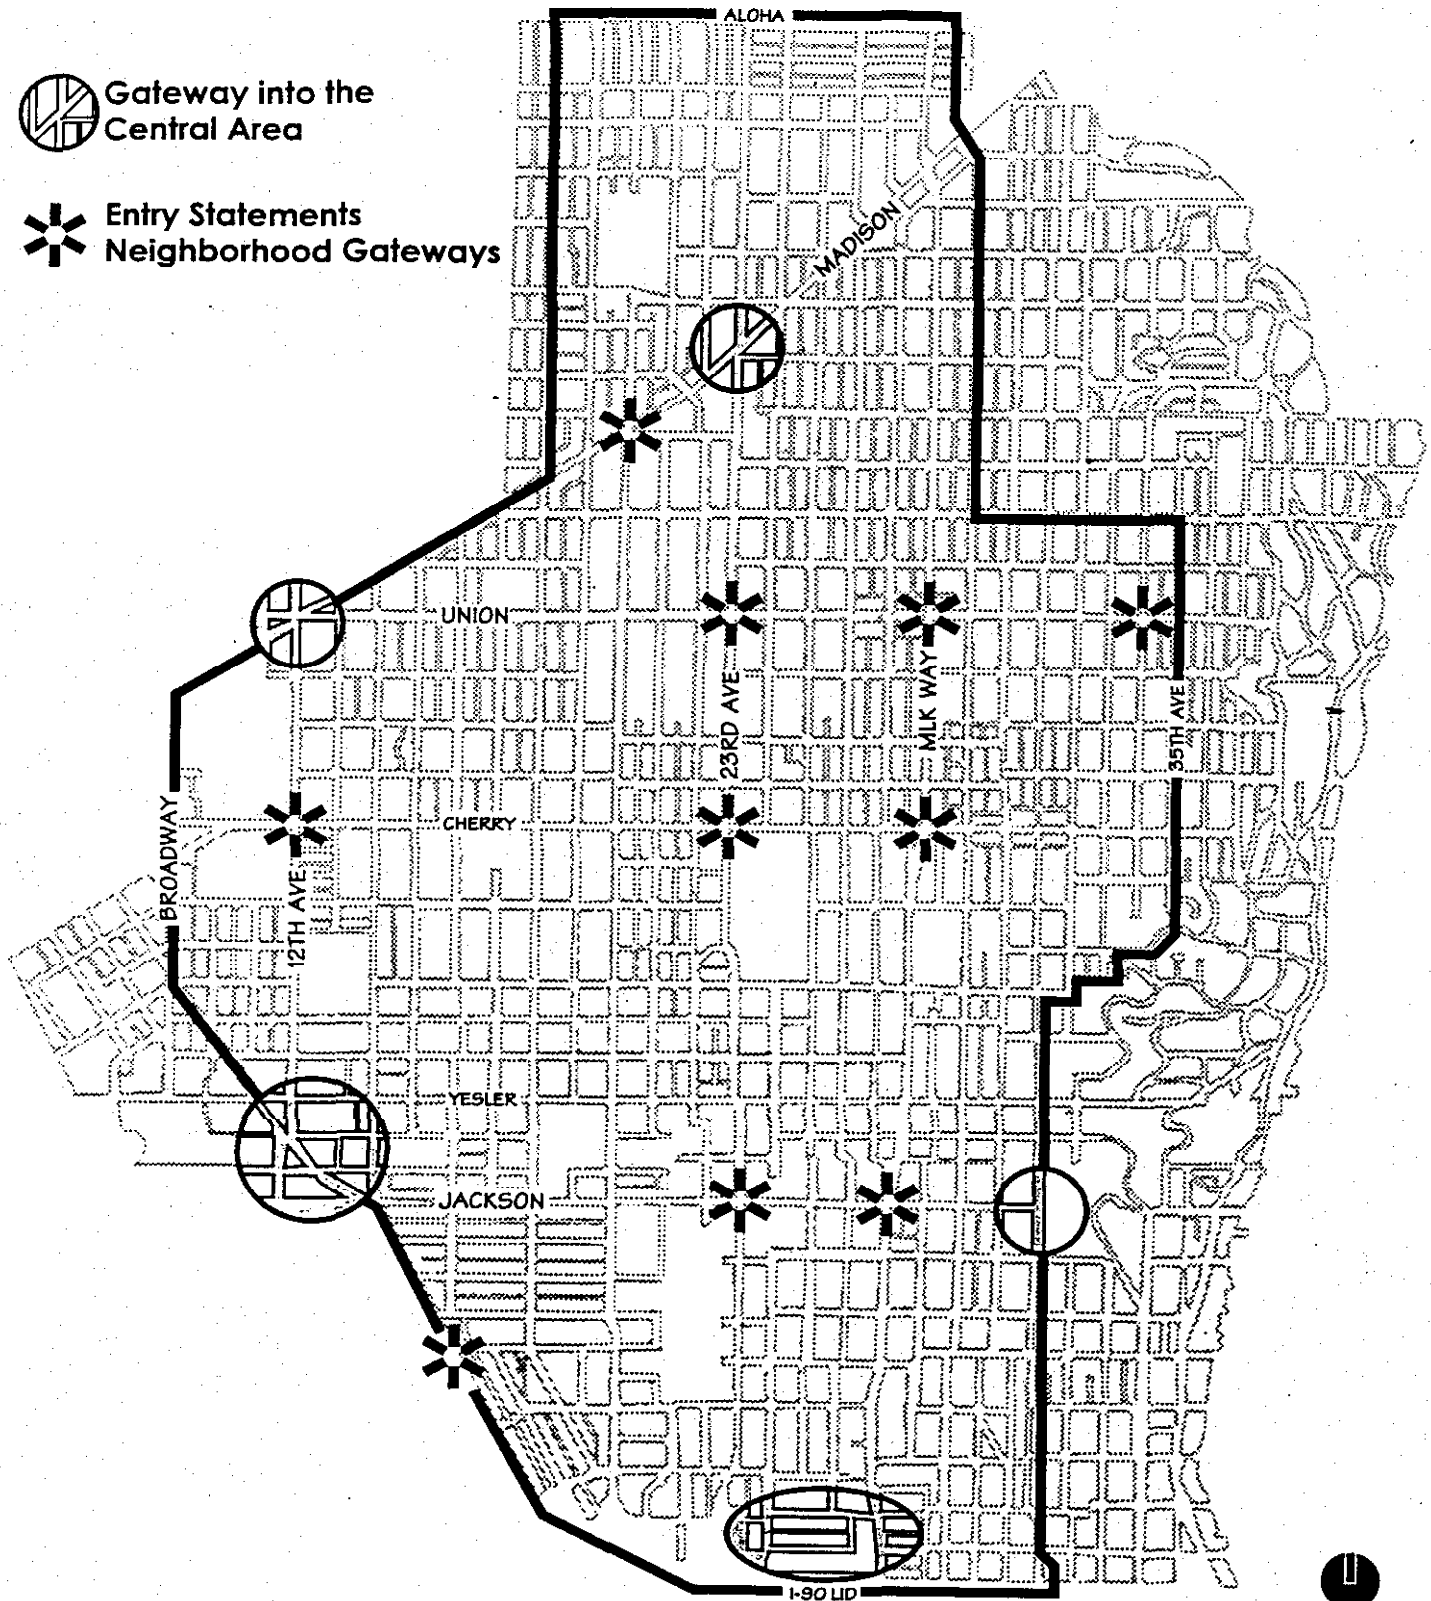 ALOHA
Gateway into the
Central Area
Entry Statements
Neighborhood Gateways
MADISON
UNION
23RD AVE
MLK WAY
35TH AVE
BROADWAY
CHERRY
12TH AVE
YESLER
JACKSON
I-90 LID